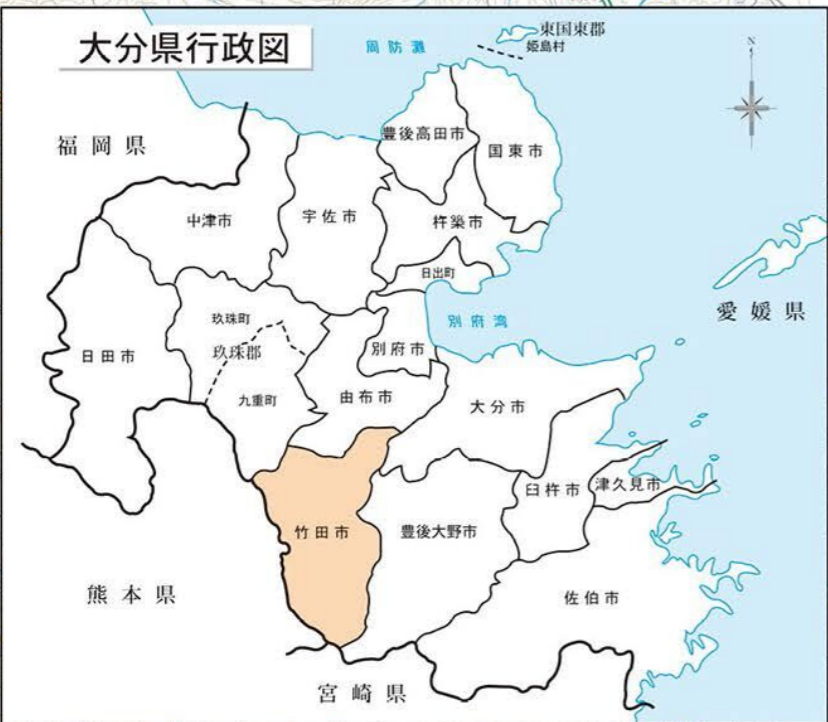 大分県行政図
周防灘
東国東郡
姫島村
N
福岡県
豊後高田市
国東市
中津市
宇佐市
杵築市
日出町
愛媛県
玖珠町
別府湾
玖珠郡
別府市
日田市
九重町
由布市
大分市
臼杵市
津久見市
竹田市
豊後大野市
熊本県
佐伯市
宮崎県